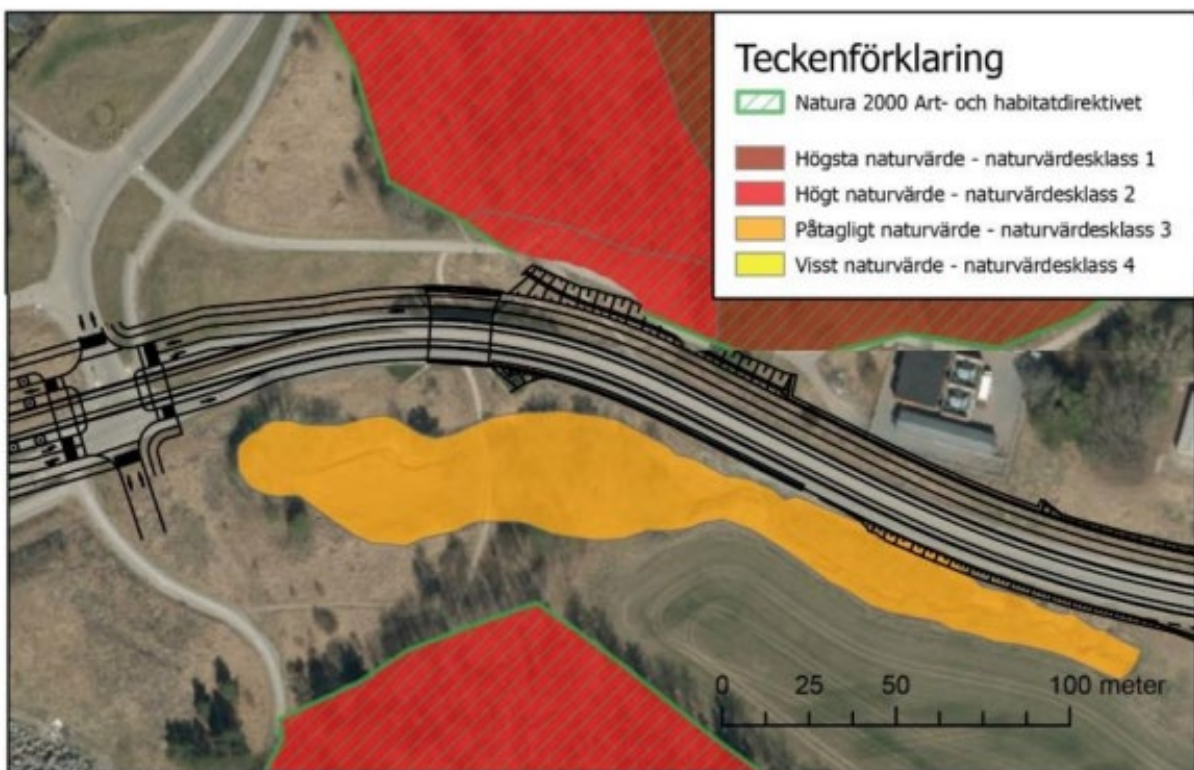 Teckenförklaring
Natura 2000 Art- och habitatdirektivet
Högsta naturvärde - naturvärdesklass 1
Högt naturvärde - naturvärdesklass 2
Påtagligt naturvärde - naturvärdesklass 3
Visst naturvärde - naturvärdesklass 4
0 25 50 100 meter